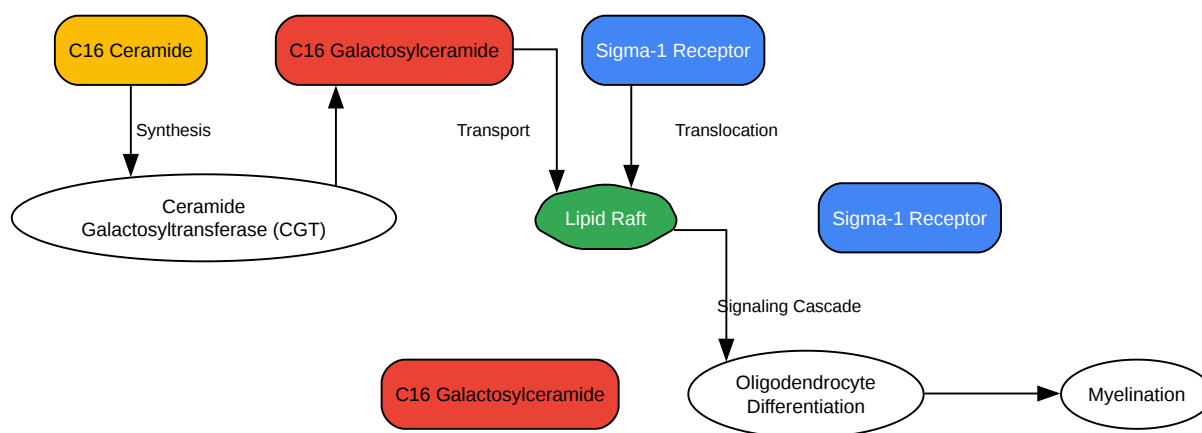 C16 Ceramide
C16 Galactosylceramide
Sigma-1 Receptor
Synthesis
Transport
Translocation
Ceramide
Galactosyltransferase (CGT)
Lipid Raft
Sigma-1 Receptor
Signaling Cascade
C16 Galactosylceramide
Oligodendrocyte
Differentiation
Myelination